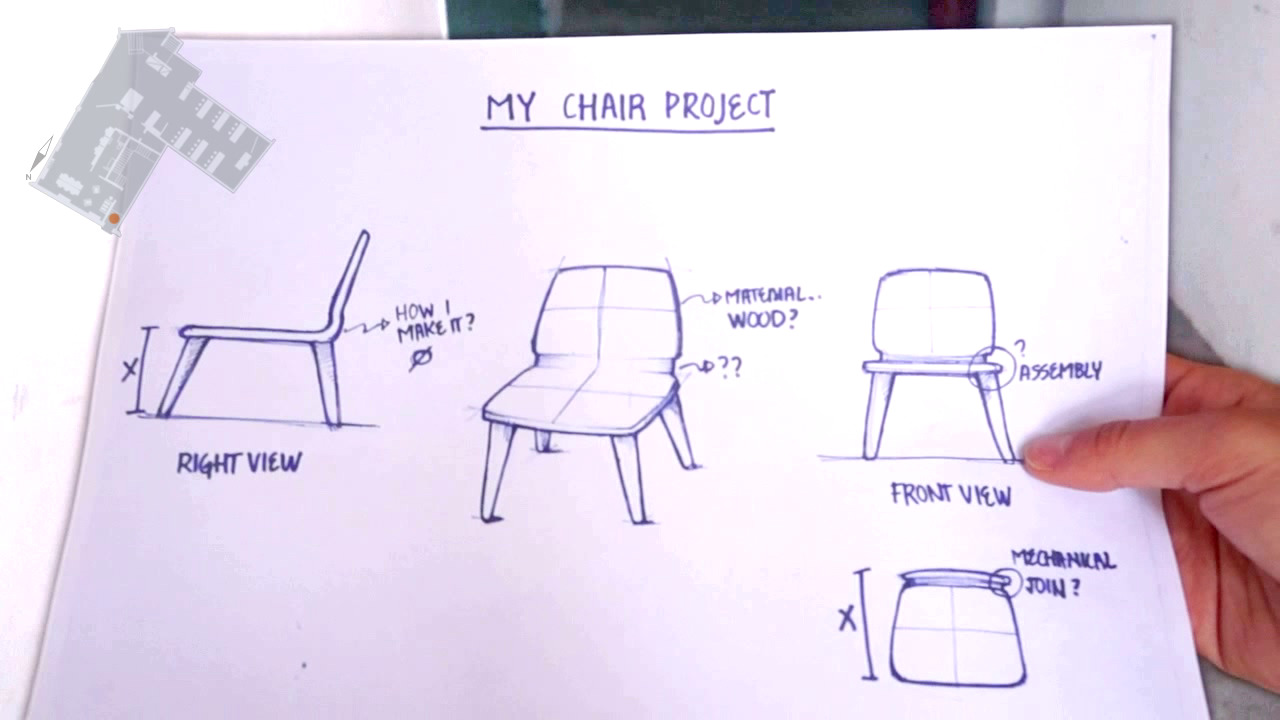 MY CHAIR PROJECT
N
HOW I
MAKE IT?
X
RIGHT VIEW
MATERIAL..
WOOD?
??
?
ASSEMBLY
FRONT VIEW
MECHANICAL
JOIN?
X